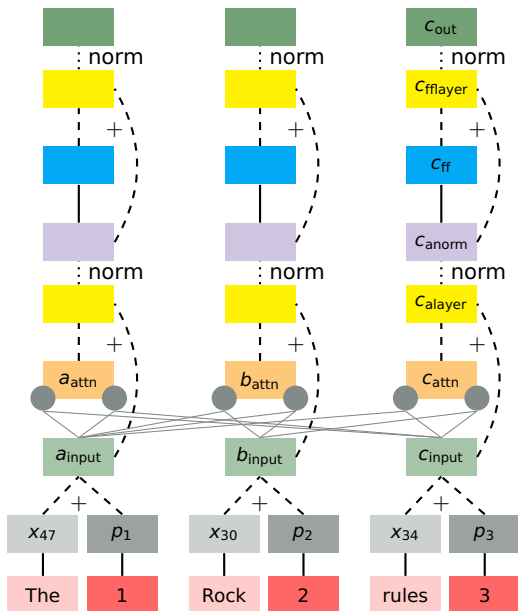 c_out
norm norm norm
c_fflayer
+ + +
c_ff
c_anorm
norm norm norm
c_alayer
+ + +
a_attn b_attn c_attn
a_input b_input c_input
+ + +
x_47 p_1 x_30 p_2 x_34 p_3
The 1 Rock 2 rules 3